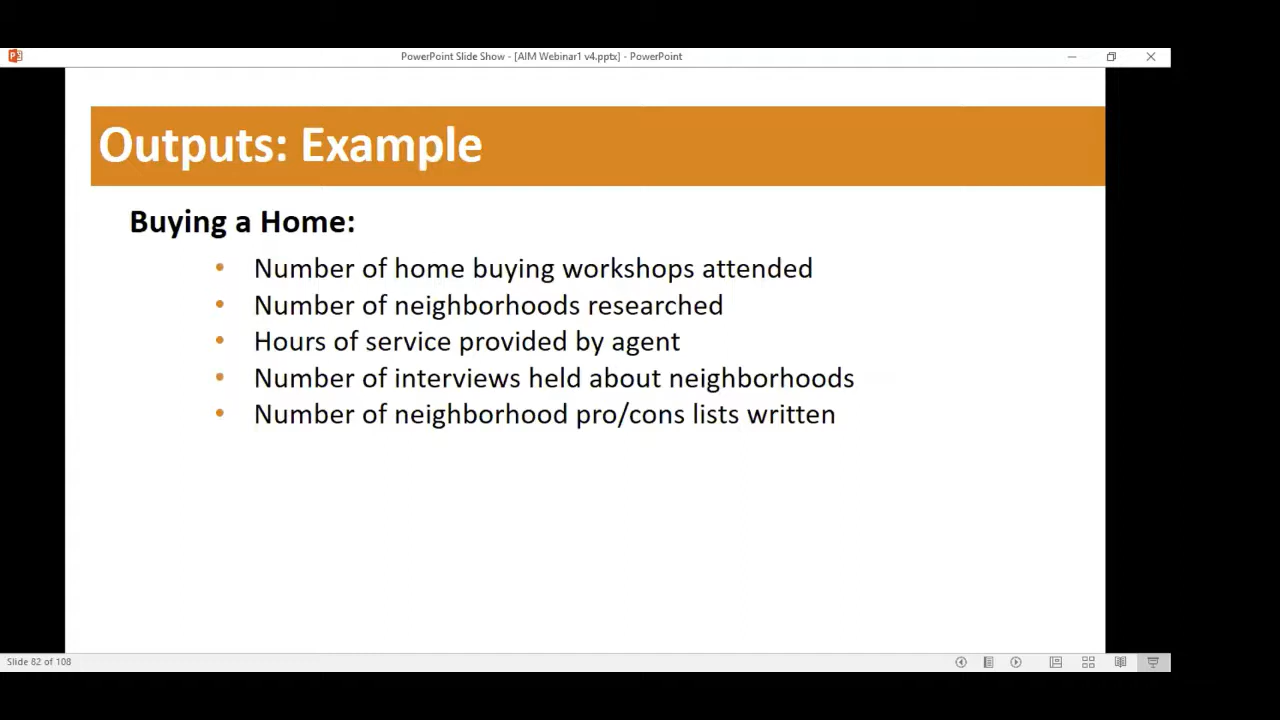 PowerPoint Slide Show - [AIM Webinar1 v4.pptx] - PowerPoint
Outputs: Example
Buying a Home:
• Number of home buying workshops attended
• Number of neighborhoods researched
• Hours of service provided by agent
• Number of interviews held about neighborhoods
• Number of neighborhood pro/cons lists written
Slide 82 of 108